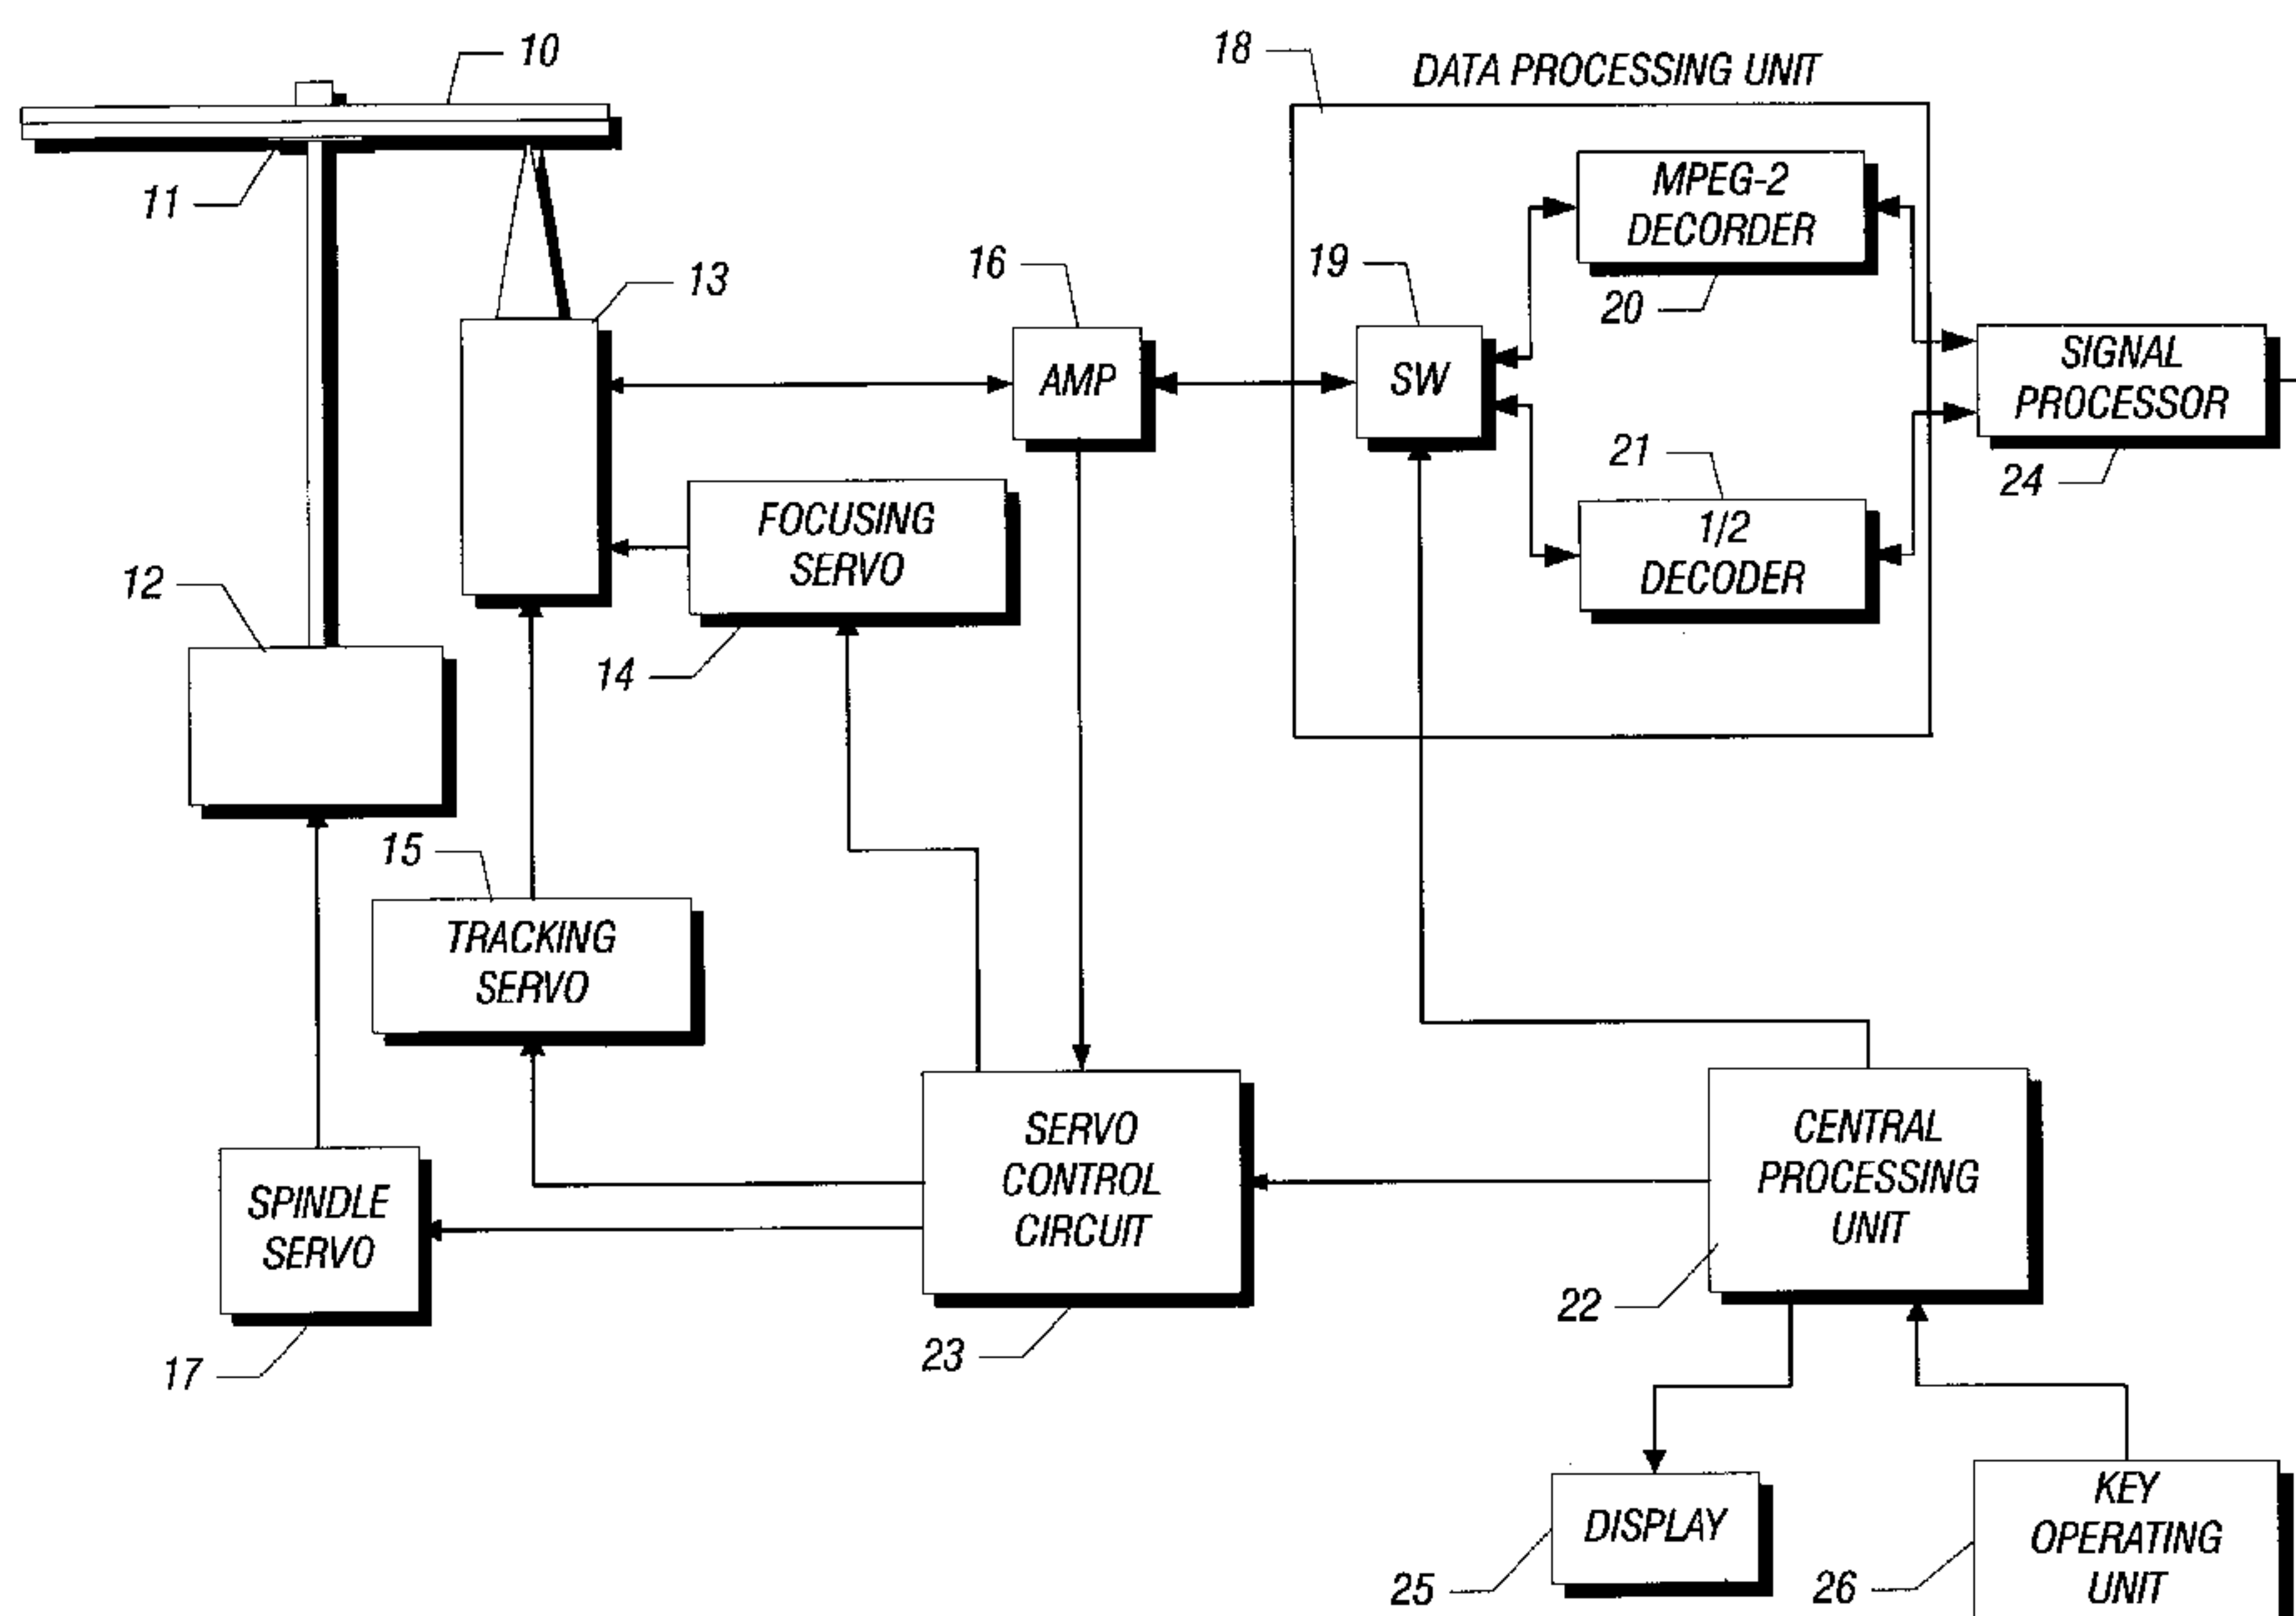 10
18
DATA PROCESSING UNIT
11
MPEG-2
DECORDER
13
16
19
20
AMP
SW
SIGNAL
PROCESSOR
21
24
FOCUSING
SERVO
1/2
DECODER
12
14
15
TRACKING
SERVO
SERVO
CONTROL
CIRCUIT
CENTRAL
PROCESSING
UNIT
SPINDLE
SERVO
22
23
17
KEY
OPERATING
UNIT
DISPLAY
25
26